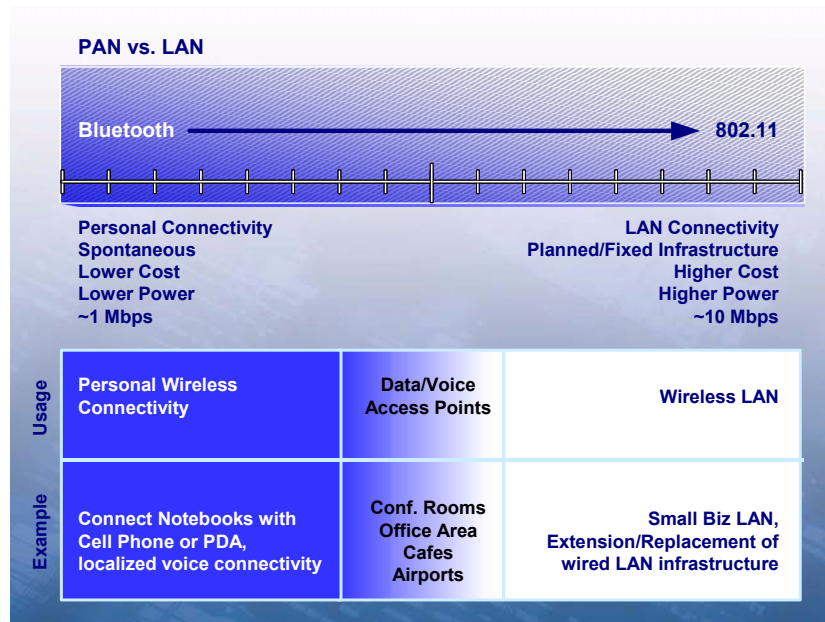 PAN vs. LAN
Bluetooth
802.11
Personal Connectivity
Spontaneous
Lower Cost
Lower Power
~1 Mbps
LAN Connectivity
Planned/Fixed Infrastructure
Higher Cost
Higher Power
~10 Mbps
Usage
Personal Wireless
Connectivity
Data/Voice
Access Points
Wireless LAN
Example
Connect Notebooks with
Cell Phone or PDA,
localized voice connectivity
Conf. Rooms
Office Area
Cafes
Airports
Small Biz LAN,
Extension/Replacement of
wired LAN infrastructure